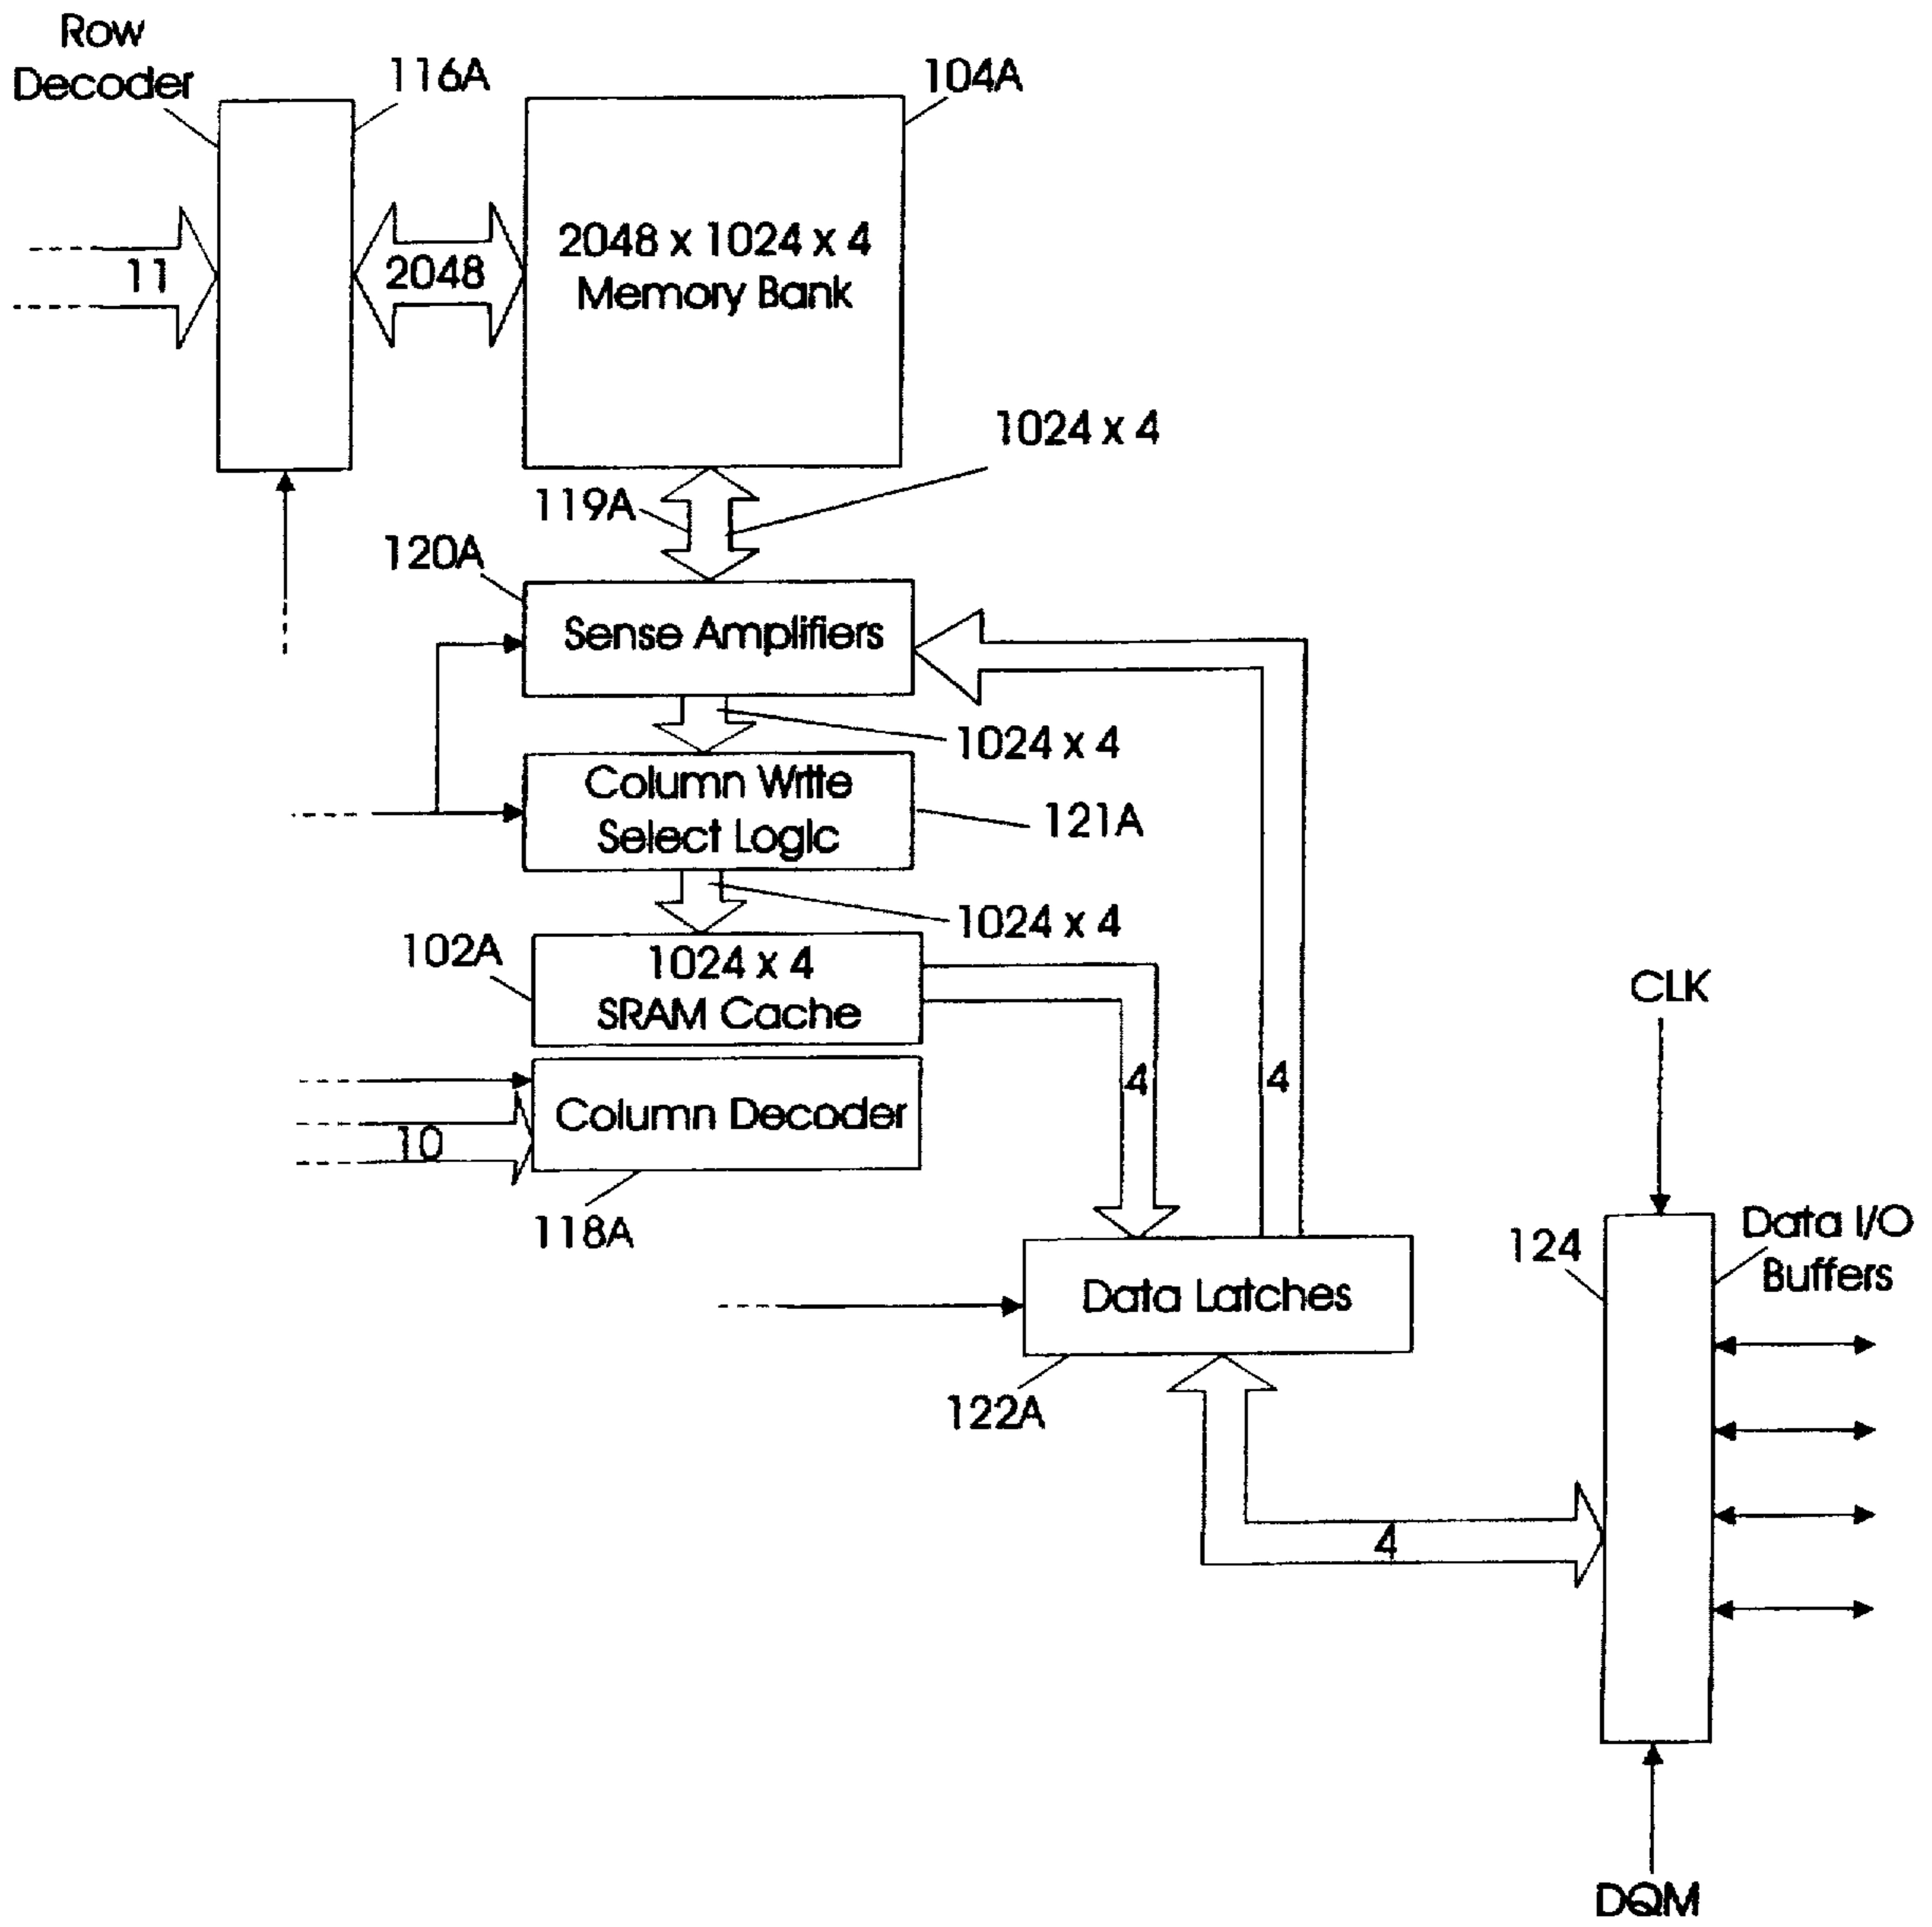 Row
Decoder
116A
104A
11
2048
2048 x 1024 x 4
Memory Bank
1024 x 4
119A
120A
Sense Amplifiers
1024 x 4
Column Write
Select Logic
121A
1024 x 4
102A
1024 x 4
SRAM Cache
CLK
4
4
Column Decoder
10
118A
124
Data I/O
Buffers
Data Latches
122A
4
DQM